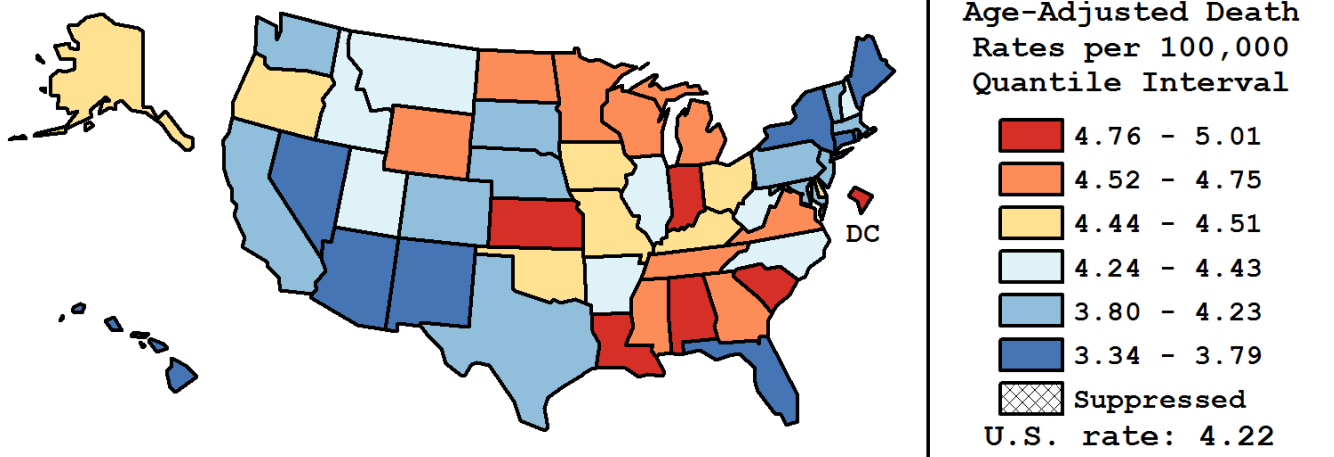 Age-Adjusted Death
Rates per 100,000
Quantile Interval
4.76 - 5.01
4.52 - 4.75
4.44 - 4.51
4.24 - 4.43
3.80 - 4.23
3.34 - 3.79
Suppressed
U.S. rate: 4.22
DC